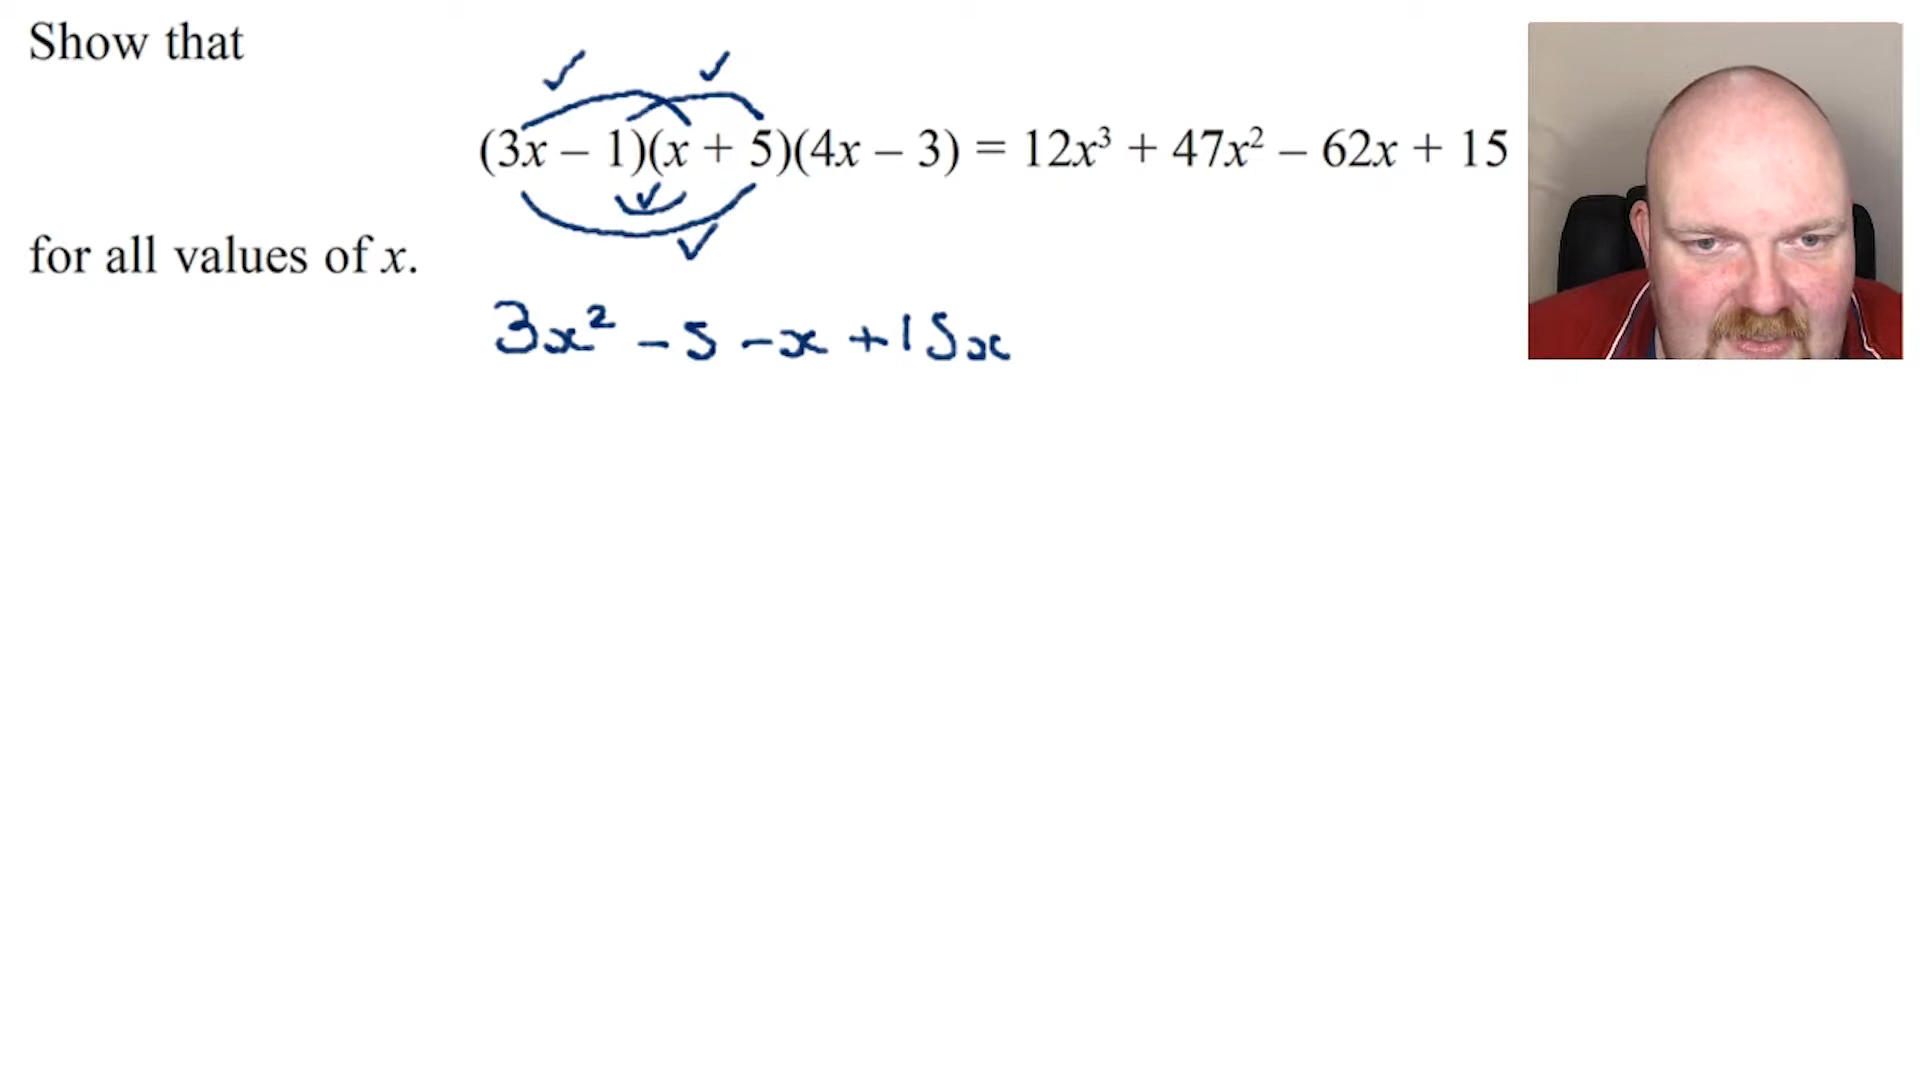 Show that
(3x – 1)(x + 5)(4x – 3) = 12x³ + 47x² – 62x + 15
for all values of x.
3x² – 5 – x + 15x